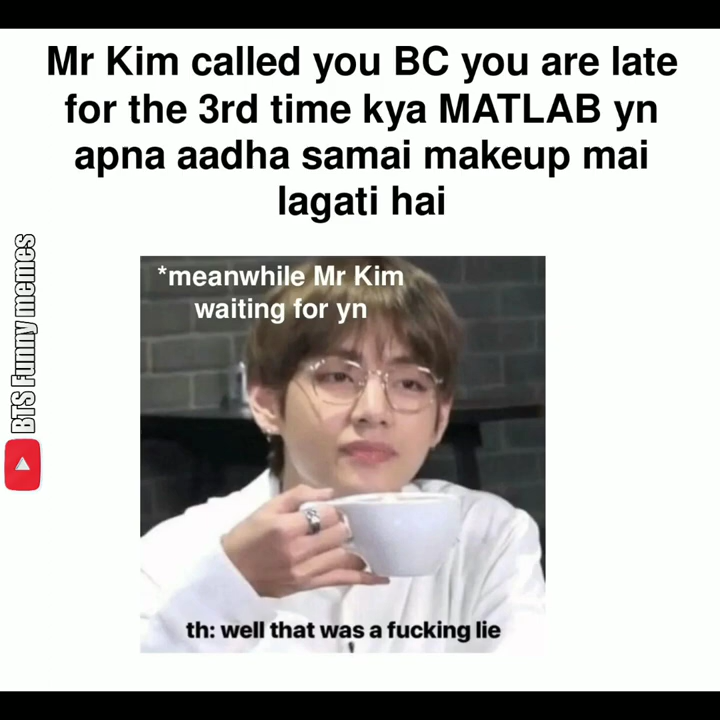 Mr Kim called you BC you are late
for the 3rd time kya MATLAB yn
apna aadha samai makeup mai
lagati hai
BTS Funny memes
*meanwhile Mr Kim
waiting for yn
th: well that was a fucking lie